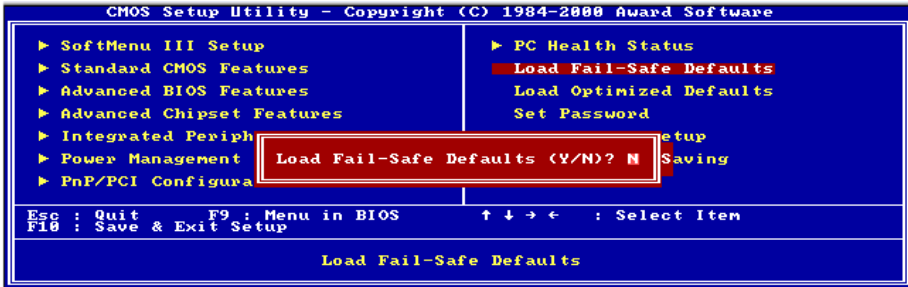 CMOS Setup Utility - Copyright (C) 1984-2000 Award Software
► SoftMenu III Setup
► Standard CMOS Features
► Advanced BIOS Features
► Advanced Chipset Features
► Integrated Periph
► Power Management
► PnP/PCI Configura
► PC Health Status
Load Fail-Safe Defaults
Load Optimized Defaults
Set Password
etup
Saving
Load Fail-Safe Defaults (Y/N)? N
Esc : Quit F9 : Menu in BIOS ↑ ↓ → ← : Select Item
F10 : Save & Exit Setup
Load Fail-Safe Defaults